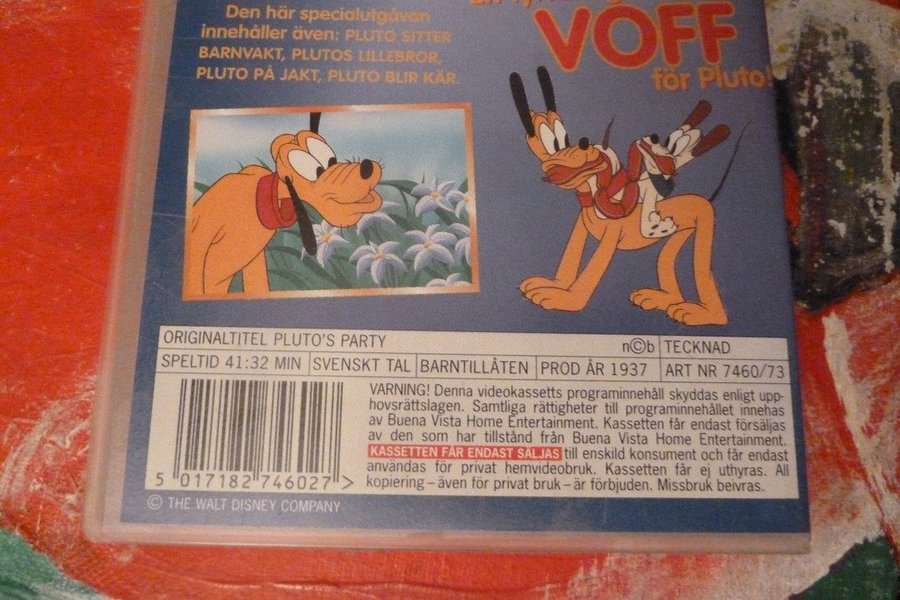 Den här specialutgåvan
innehåller även: PLUTO SITTER
BARNVAKT, PLUTOS LILLEBROR,
PLUTO PÅ JAKT, PLUTO BLIR KÄR.
VOFF
för Pluto!
ORIGINALTITEL PLUTO'S PARTY n©b TECKNAD
SPELTID 41:32 MIN SVENSKT TAL BARNTILLÅTEN PROD ÅR 1937 ART NR 7460/73
VARNING! Denna videokassetts programinnehåll skyddas enligt upp-
hovsrättslagen. Samtliga rättigheter till programinnehållet innehas
av Buena Vista Home Entertainment. Kassetten får endast försäljas
av den som har tillstånd från Buena Vista Home Entertainment.
KASSETTEN FÅR ENDAST SÄLJAS till enskild konsument och får endast
användas för privat hemvideobruk. Kassetten får ej uthyras. All
kopiering – även för privat bruk – är förbjuden. Missbruk beivras.
5 017182 746027 >
© THE WALT DISNEY COMPANY